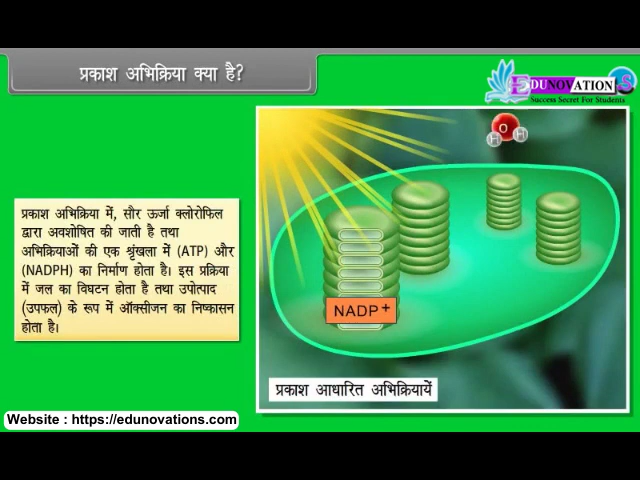 प्रकाश अभिक्रिया क्या है?
EDUNOVATIONS
Success Secret For Students
प्रकाश अभिक्रिया में, सौर ऊर्जा क्लोरोफिल
द्वारा अवशोषित की जाती है तथा
अभिक्रियाओं की एक श्रृंखला में (ATP) और
(NADPH) का निर्माण होता है। इस प्रक्रिया
में जल का विघटन होता है तथा उपोत्पाद
(उपफल) के रूप में ऑक्सीजन का निष्कासन
होता है।
O
H H
NADP+
प्रकाश आधारित अभिक्रियायें
Website : https://edunovations.com